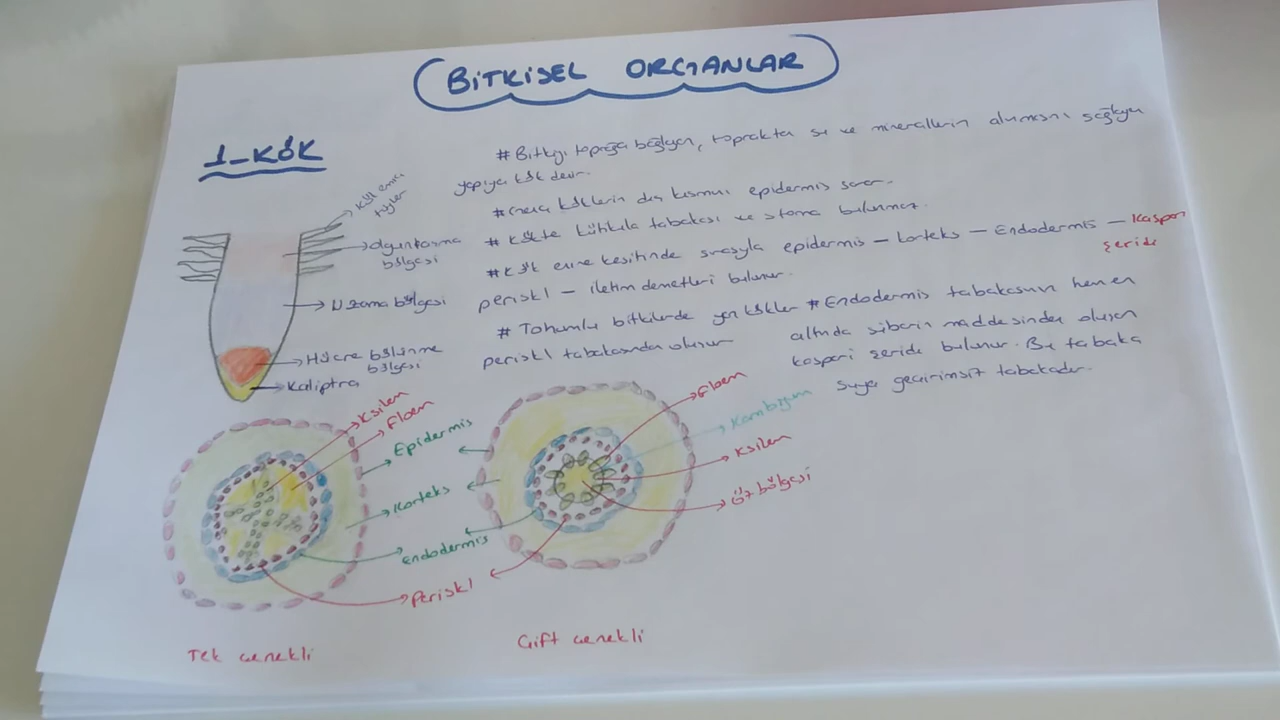 BİTKİSEL ORGANLAR
1-KÖK
# Bitkiyi toprağa bağlayan, topraktan su ve minerallerin alınmasını sağlayan
yapıya kök denir.
# Genç köklerin dış kısmını epidermis sarar.
# Kökte kütikula tabakası ve stoma bulunmaz.
# Kök enine kesitinde sırasıyla epidermis - korteks - Endodermis - Kaspari
şeridi
periskl - iletim demetleri bulunur.
# Tohumlu bitkilerde yan kökler
periskl tabakasından oluşur
# Endodermis tabakasının hemen
altında süberin maddesinden oluşan
kaspari şeridi bulunur. Bu tabaka
suya geçirimsiz tabakadır.
Kök emici
tüyler
olgunlaşma
bölgesi
Uzama bölgesi
Hücre bölünme
bölgesi
Kaliptra
Ksilem
Floem
Epidermis
Korteks
Endodermis
Periskl
Floem
Kambiyum
Ksilem
Öz bölgesi
Tek çenekli
Çift çenekli